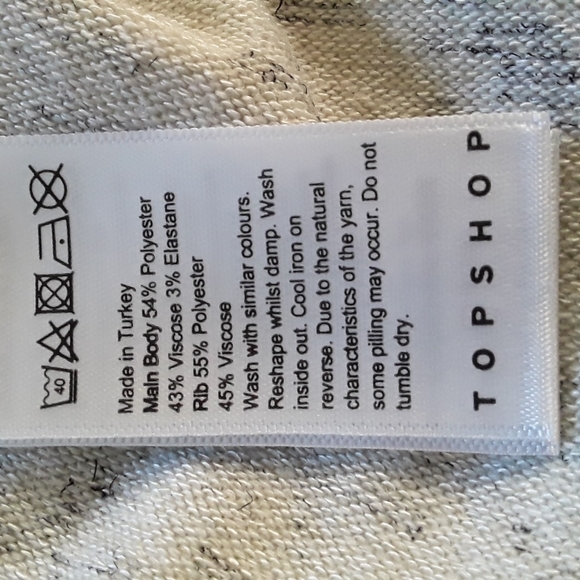 40
Made in Turkey
Main Body 54% Polyester
43% Viscose 3% Elastane
Rib 55% Polyester
45% Viscose
Wash with similar colours.
Reshape whilst damp. Wash
inside out. Cool iron on
reverse. Due to the natural
characteristics of the yarn,
some pilling may occur. Do not
tumble dry.
TOPSHOP